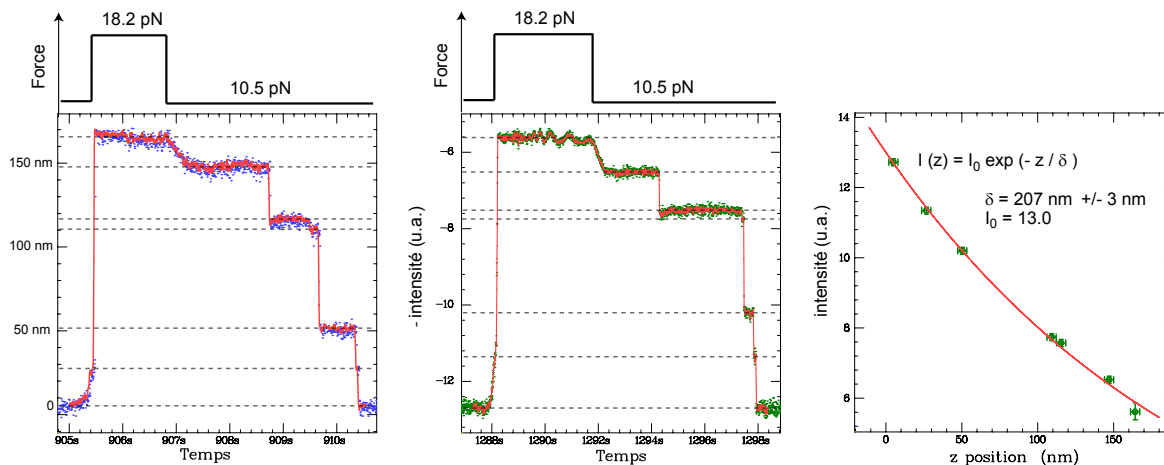 Force
18.2 pN
10.5 pN
150 nm
100 nm
50 nm
0
905s 906s 907s 908s 909s 910s
Temps
Force
18.2 pN
10.5 pN
- intensité (u.a.)
−6
−8
−10
−12
1288s 1290s 1292s 1294s 1296s 1298s
Temps
intensité (u.a.)
14
12
10
8
6
I (z) = I0 exp (- z / δ )
δ = 207 nm +/- 3 nm
I0 = 13.0
0 50 100 150
z position (nm)